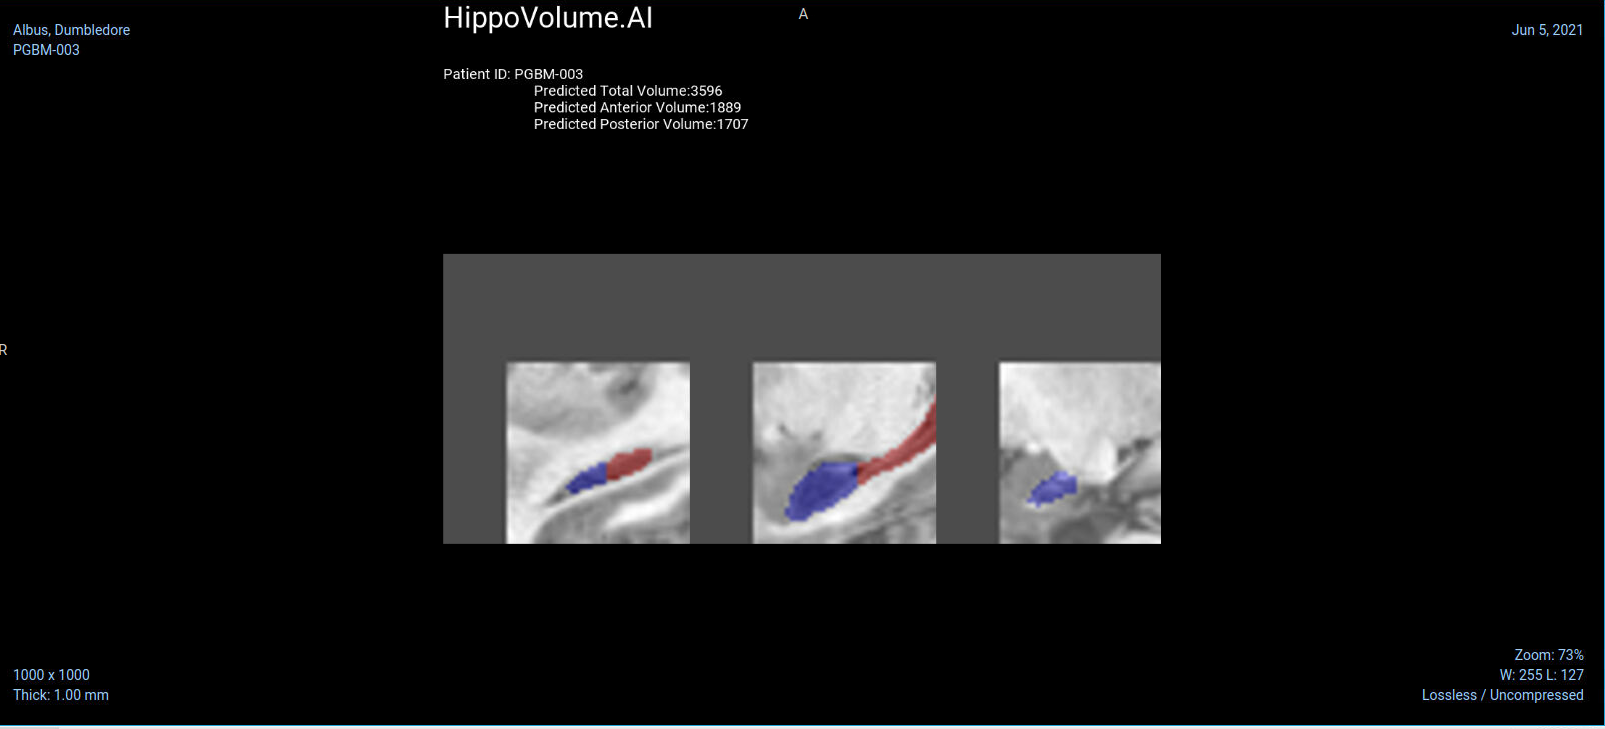 HippoVolume.AI
A
Albus, Dumbledore
PGBM-003
Jun 5, 2021
Patient ID: PGBM-003
Predicted Total Volume:3596
Predicted Anterior Volume:1889
Predicted Posterior Volume:1707
R
1000 x 1000
Thick: 1.00 mm
Zoom: 73%
W: 255 L: 127
Lossless / Uncompressed